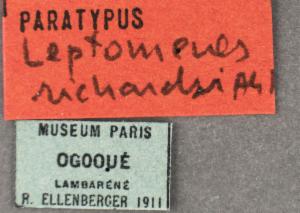 PARATYPUS
Leptomenes
richardsi
MUSEUM PARIS
OGOOUÉ
LAMBARÉNÉ
R. ELLENBERGER 1911